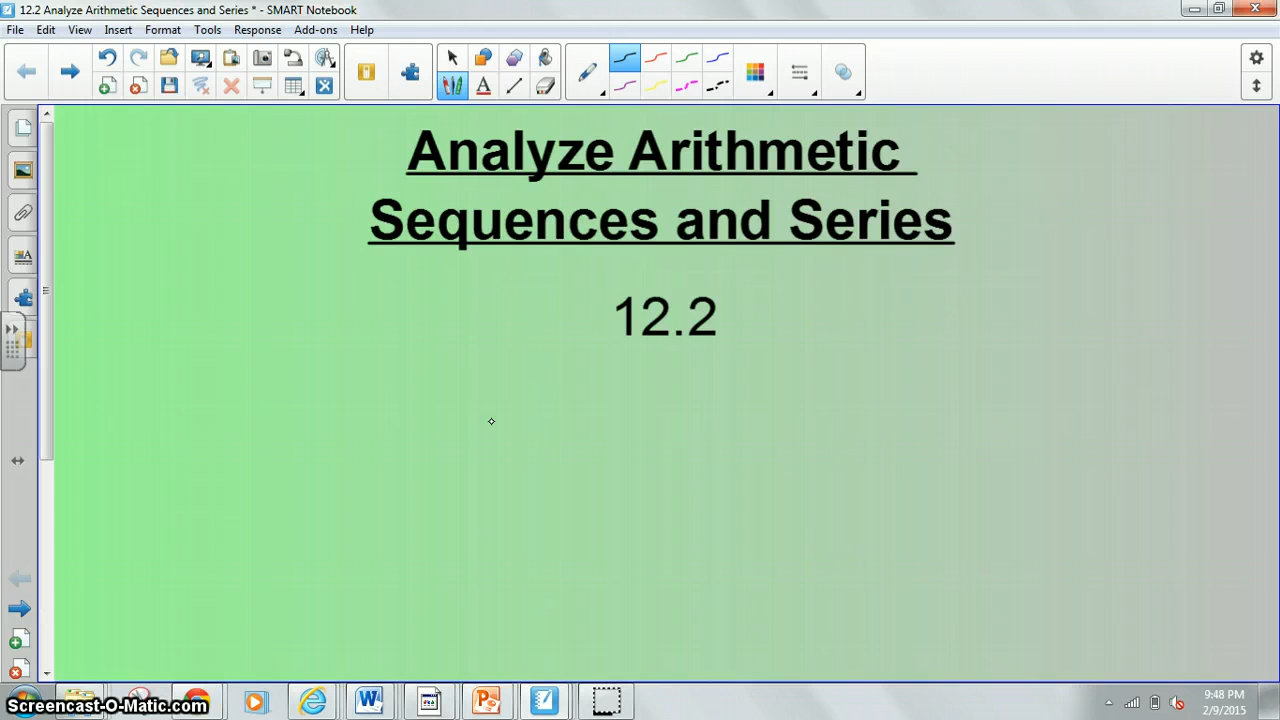 12.2 Analyze Arithmetic Sequences and Series * - SMART Notebook
File Edit View Insert Format Tools Response Add-ons Help
Analyze Arithmetic
Sequences and Series
12.2
9:48 PM
2/9/2015
Screencast-O-Matic.com